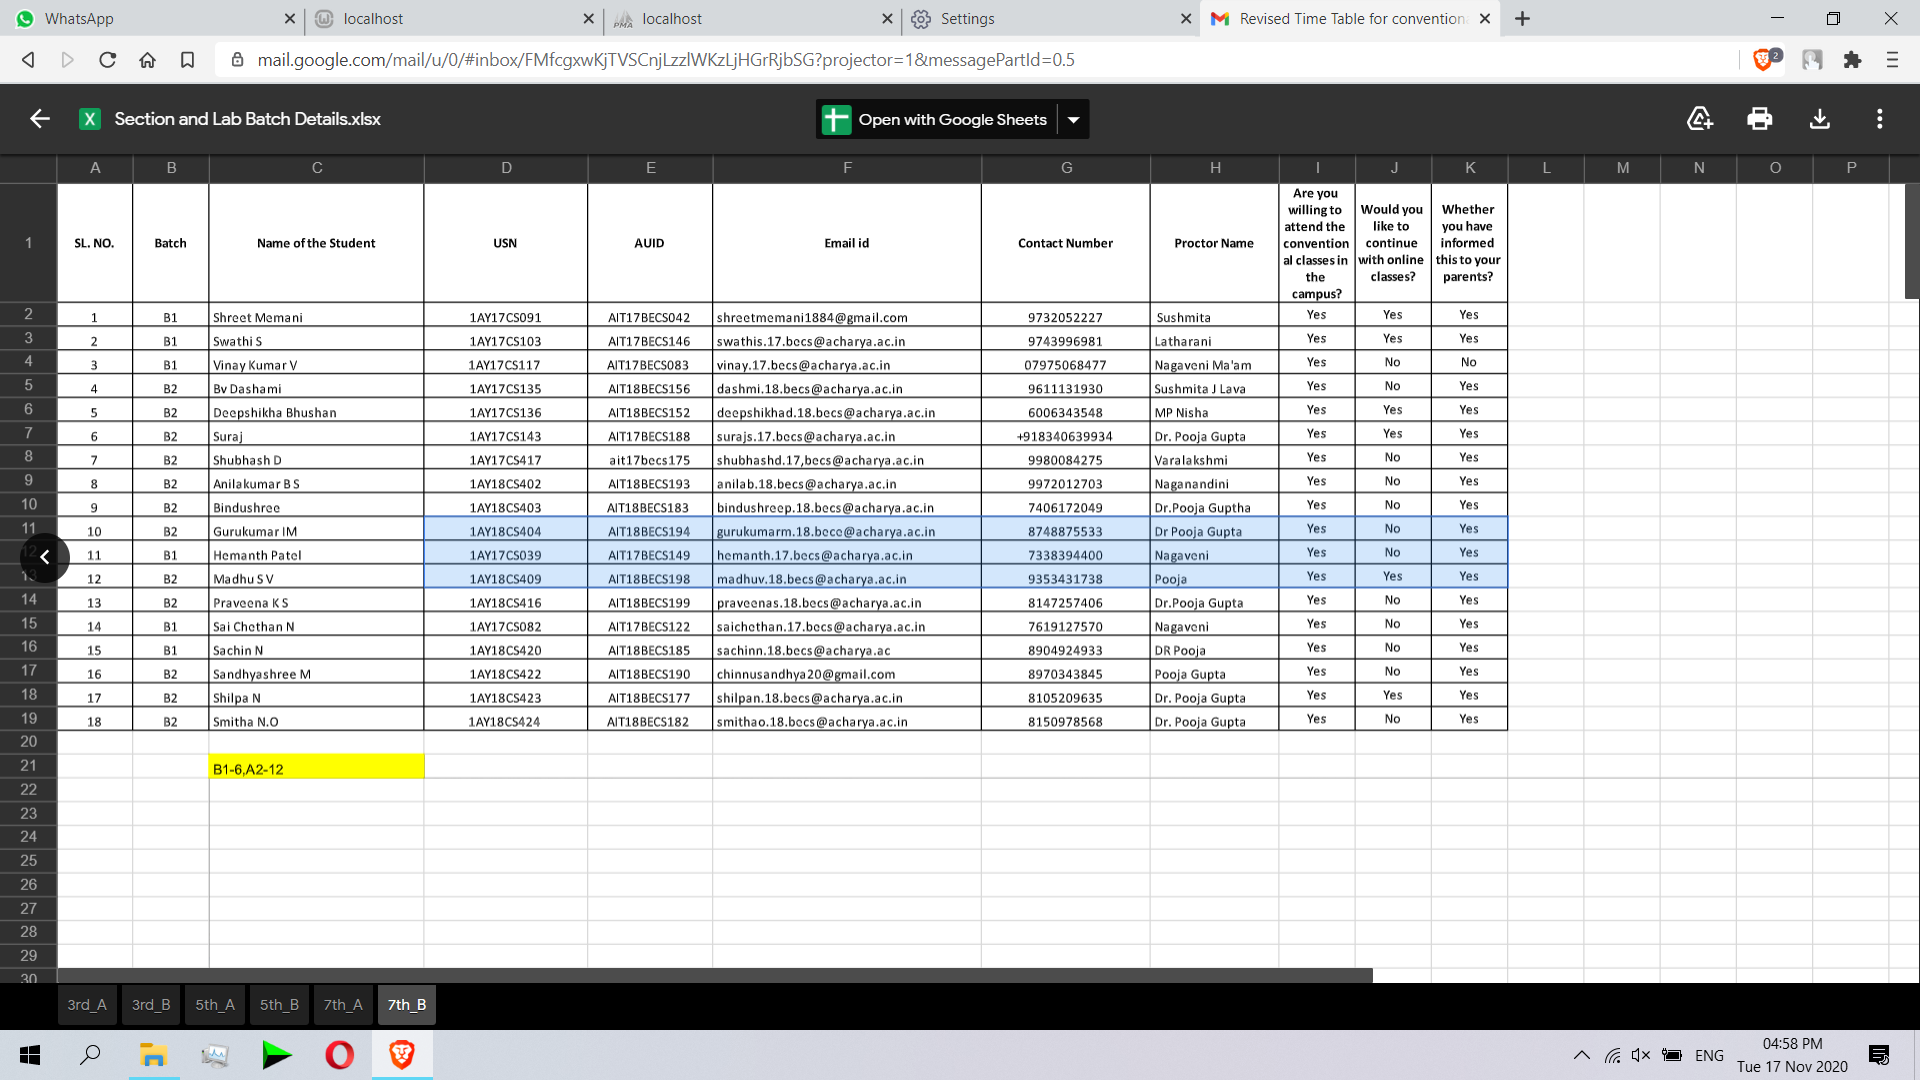 WhatsApp localhost localhost Settings Revised Time Table for convention
mail.google.com/mail/u/0/#inbox/FMfcgxwKjTVSCnjLzzlWKzLjHGrRjbSG?projector=1&messagePartId=0.5 2
X Section and Lab Batch Details.xlsx Open with Google Sheets
A B C D E F G H I J K L M N O P
1 SL. NO. Batch Name of the Student USN AUID Email id Contact Number Proctor Name Are you willing to attend the convention al classes in the campus? Would you like to continue with online classes? Whether you have informed this to your parents?
2 1 B1 Shreet Memani 1AY17CS091 AIT17BECS042 shreetmemani1884@gmail.com 9732052227 Sushmita Yes Yes Yes
3 2 B1 Swathi S 1AY17CS103 AIT17BECS146 swathis.17.becs@acharya.ac.in 9743996981 Latharani Yes Yes Yes
4 3 B1 Vinay Kumar V 1AY17CS117 AIT17BECS083 vinay.17.becs@acharya.ac.in 07975068477 Nagaveni Ma'am Yes No No
5 4 B2 Bv Dashami 1AY17CS135 AIT18BECS156 dashmi.18.becs@acharya.ac.in 9611131930 Sushmita J Lava Yes No Yes
6 5 B2 Deepshikha Bhushan 1AY17CS136 AIT18BECS152 deepshikhad.18.becs@acharya.ac.in 6006343548 MP Nisha Yes Yes Yes
7 6 B2 Suraj 1AY17CS143 AIT17BECS188 surajs.17.becs@acharya.ac.in +918340639934 Dr. Pooja Gupta Yes Yes Yes
8 7 B2 Shubhash D 1AY17CS417 ait17becs175 shubhashd.17,becs@acharya.ac.in 9980084275 Varalakshmi Yes No Yes
9 8 B2 Anilakumar B S 1AY18CS402 AIT18BECS193 anilab.18.becs@acharya.ac.in 9972012703 Naganandini Yes No Yes
10 9 B2 Bindushree 1AY18CS403 AIT18BECS183 bindushreep.18.becs@acharya.ac.in 7406172049 Dr.Pooja Guptha Yes No Yes
11 10 B2 Gurukumar IM 1AY18CS404 AIT18BECS194 gurukumarm.18.bece@acharya.ac.in 8748875533 Dr Pooja Gupta Yes No Yes
12 11 B1 Hemanth Patel 1AY17CS039 AIT17BECS149 hemanth.17.becs@acharya.ac.in 7338394400 Nagaveni Yes No Yes
13 12 B2 Madhu S V 1AY18CS409 AIT18BECS198 madhuv.18.becs@acharya.ac.in 9353431738 Pooja Yes Yes Yes
14 13 B2 Praveena K S 1AY18CS416 AIT18BECS199 praveenas.18.becs@acharya.ac.in 8147257406 Dr.Pooja Gupta Yes No Yes
15 14 B1 Sai Chethan N 1AY17CS082 AIT17BECS122 saichethan.17.becs@acharya.ac.in 7619127570 Nagaveni Yes No Yes
16 15 B1 Sachin N 1AY18CS420 AIT18BECS185 sachinn.18.becs@acharya.ac 8904924933 DR Pooja Yes No Yes
17 16 B2 Sandhyashree M 1AY18CS422 AIT18BECS190 chinnusandhya20@gmail.com 8970343845 Pooja Gupta Yes No Yes
18 17 B2 Shilpa N 1AY18CS423 AIT18BECS177 shilpan.18.becs@acharya.ac.in 8105209635 Dr. Pooja Gupta Yes Yes Yes
19 18 B2 Smitha N.O 1AY18CS424 AIT18BECS182 smithao.18.becs@acharya.ac.in 8150978568 Dr. Pooja Gupta Yes No Yes
20
21 B1-6,A2-12
22
23
24
25
26
27
28
29
30
3rd_A 3rd_B 5th_A 5th_B 7th_A 7th_B
ENG 04:58 PM
Tue 17 Nov 2020